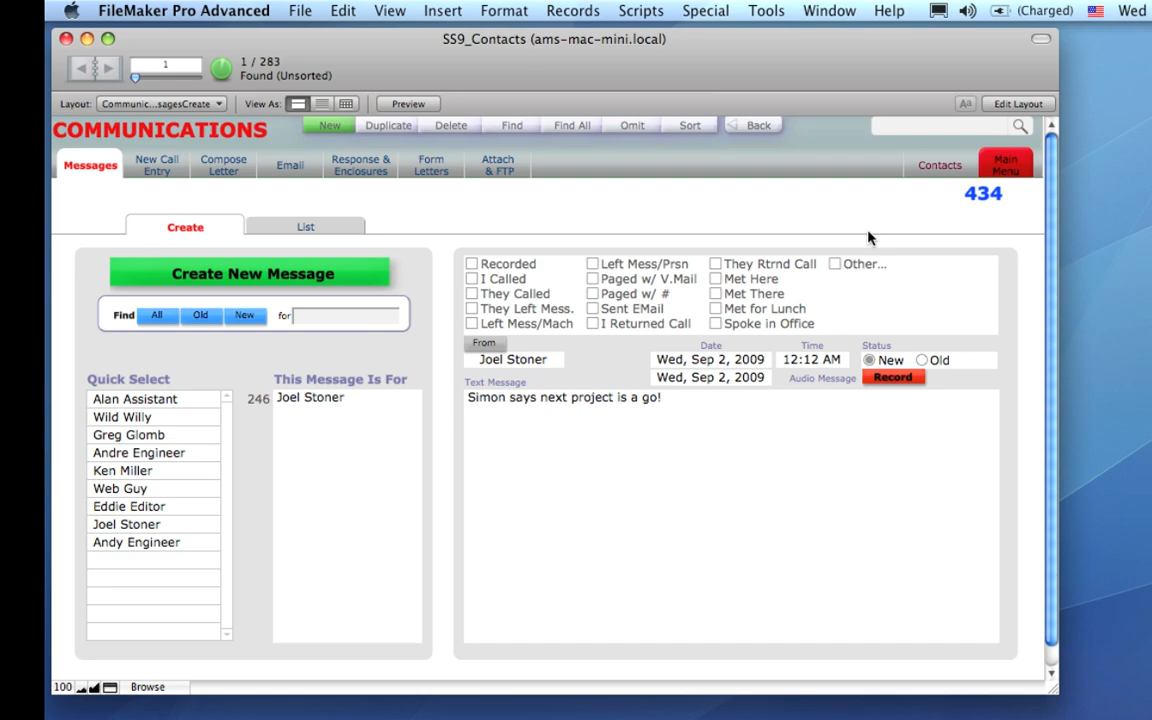 FileMaker Pro Advanced File Edit View Insert Format Records Scripts Special Tools Window Help (Charged) Wed
SS9_Contacts (ams-mac-mini.local)
1
1 / 283
Found (Unsorted)
Layout: Communic...sagesCreate View As: Preview Aa Edit Layout
COMMUNICATIONS New Duplicate Delete Find Find All Omit Sort Back
Messages
New Call Entry
Compose Letter
Email
Response & Enclosures
Form Letters
Attach & FTP
Contacts
Main Menu
434
Create List
Create New Message
Find All Old New for
Quick Select
Alan Assistant
Wild Willy
Greg Glomb
Andre Engineer
Ken Miller
Web Guy
Eddie Editor
Joel Stoner
Andy Engineer
This Message Is For
246 Joel Stoner
Recorded Left Mess/Prsn They Rtrnd Call Other...
I Called Paged w/ V.Mail Met Here
They Called Paged w/ # Met There
They Left Mess. Sent EMail Met for Lunch
Left Mess/Mach I Returned Call Spoke in Office
From Date Time Status
Joel Stoner Wed, Sep 2, 2009 12:12 AM New Old
Text Message Wed, Sep 2, 2009 Audio Message Record
Simon says next project is a go!
100 Browse